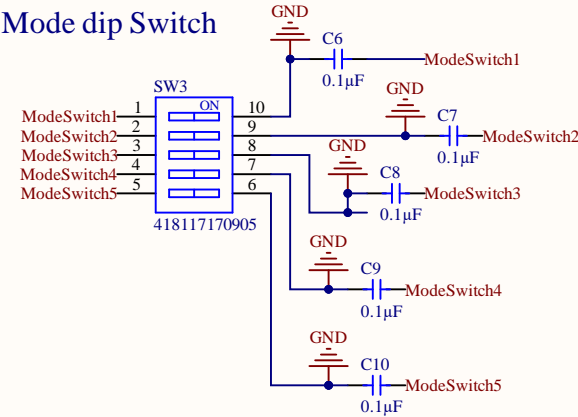 Mode dip Switch
GND
C6
ModeSwitch1
0.1µF
SW3
ON
GND
ModeSwitch1 1 10
ModeSwitch2 2 9
ModeSwitch3 3 8
ModeSwitch4 4 7
ModeSwitch5 5 6
418117170905
C7
ModeSwitch2
0.1µF
GND
C8
ModeSwitch3
0.1µF
GND
C9
ModeSwitch4
0.1µF
GND
C10
ModeSwitch5
0.1µF